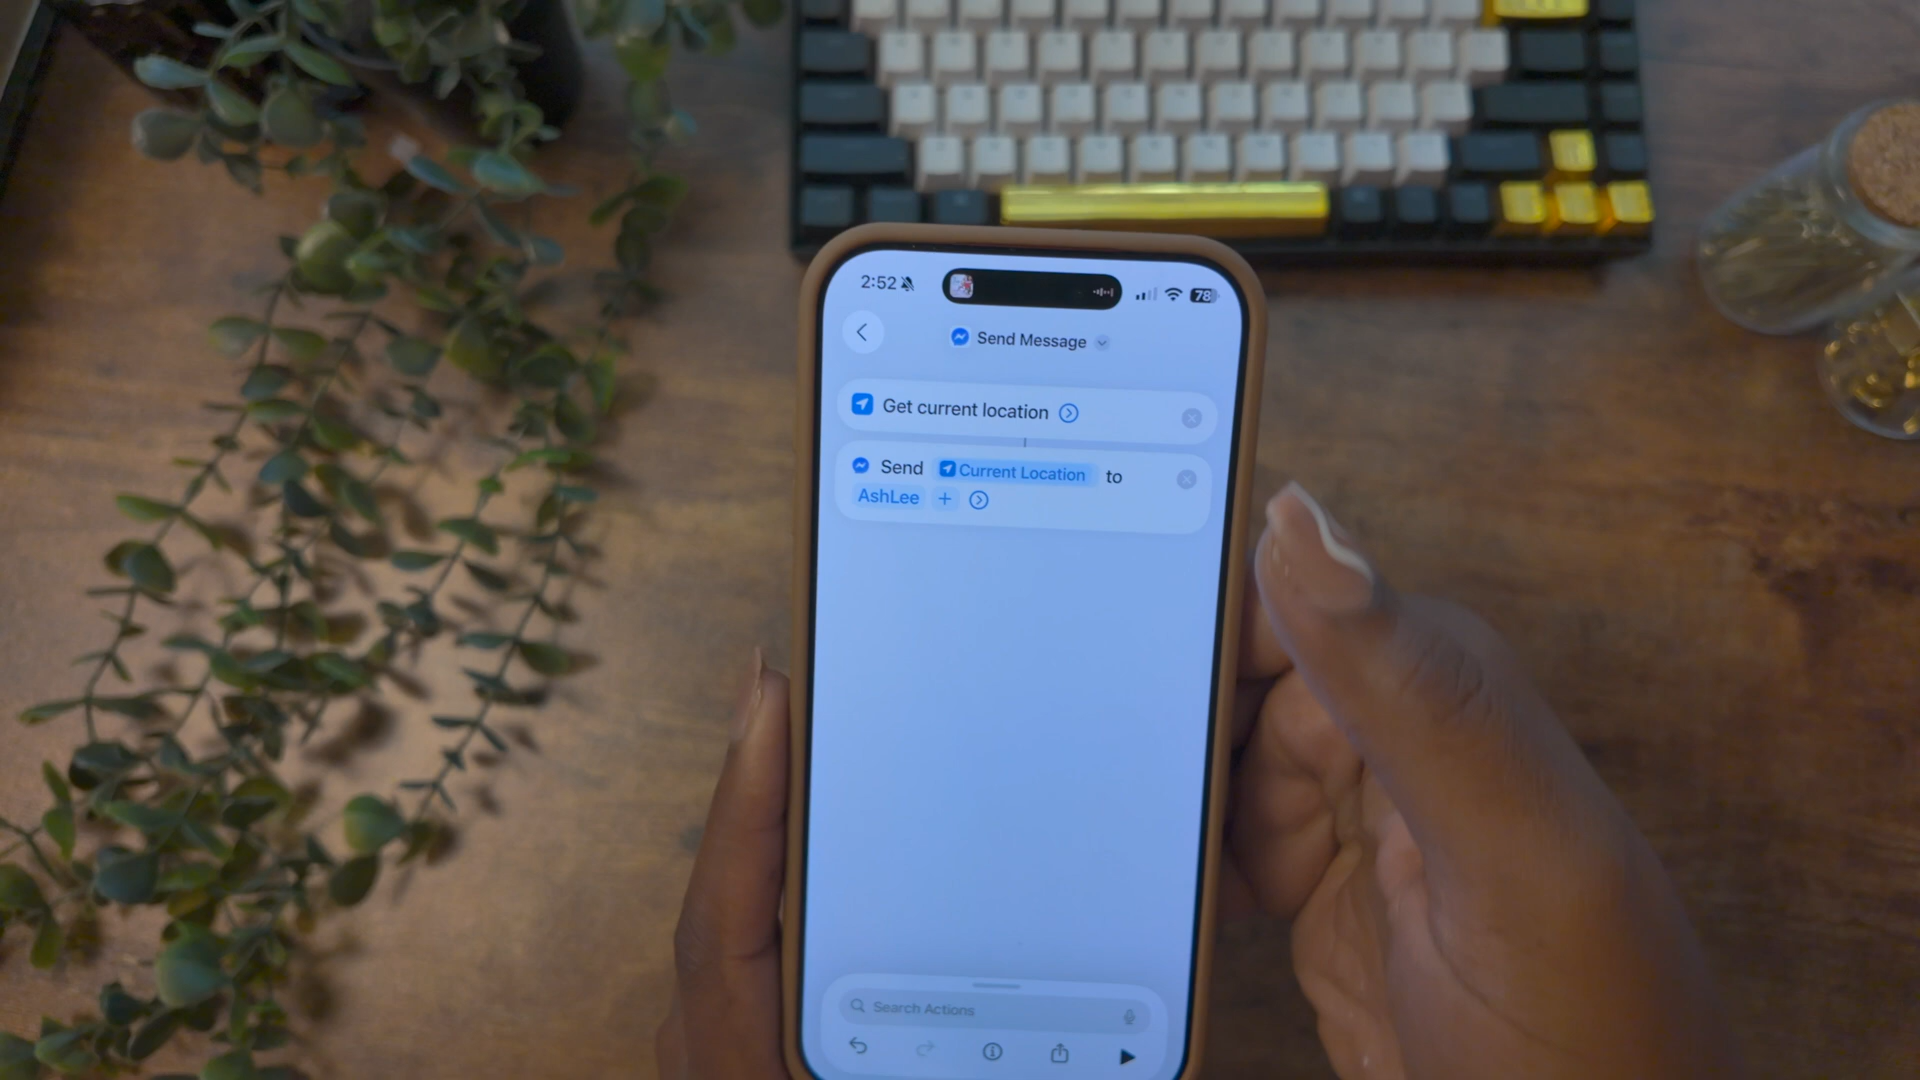 2:52
78
Send Message
Get current location
Send Current Location to
AshLee +
Search Actions